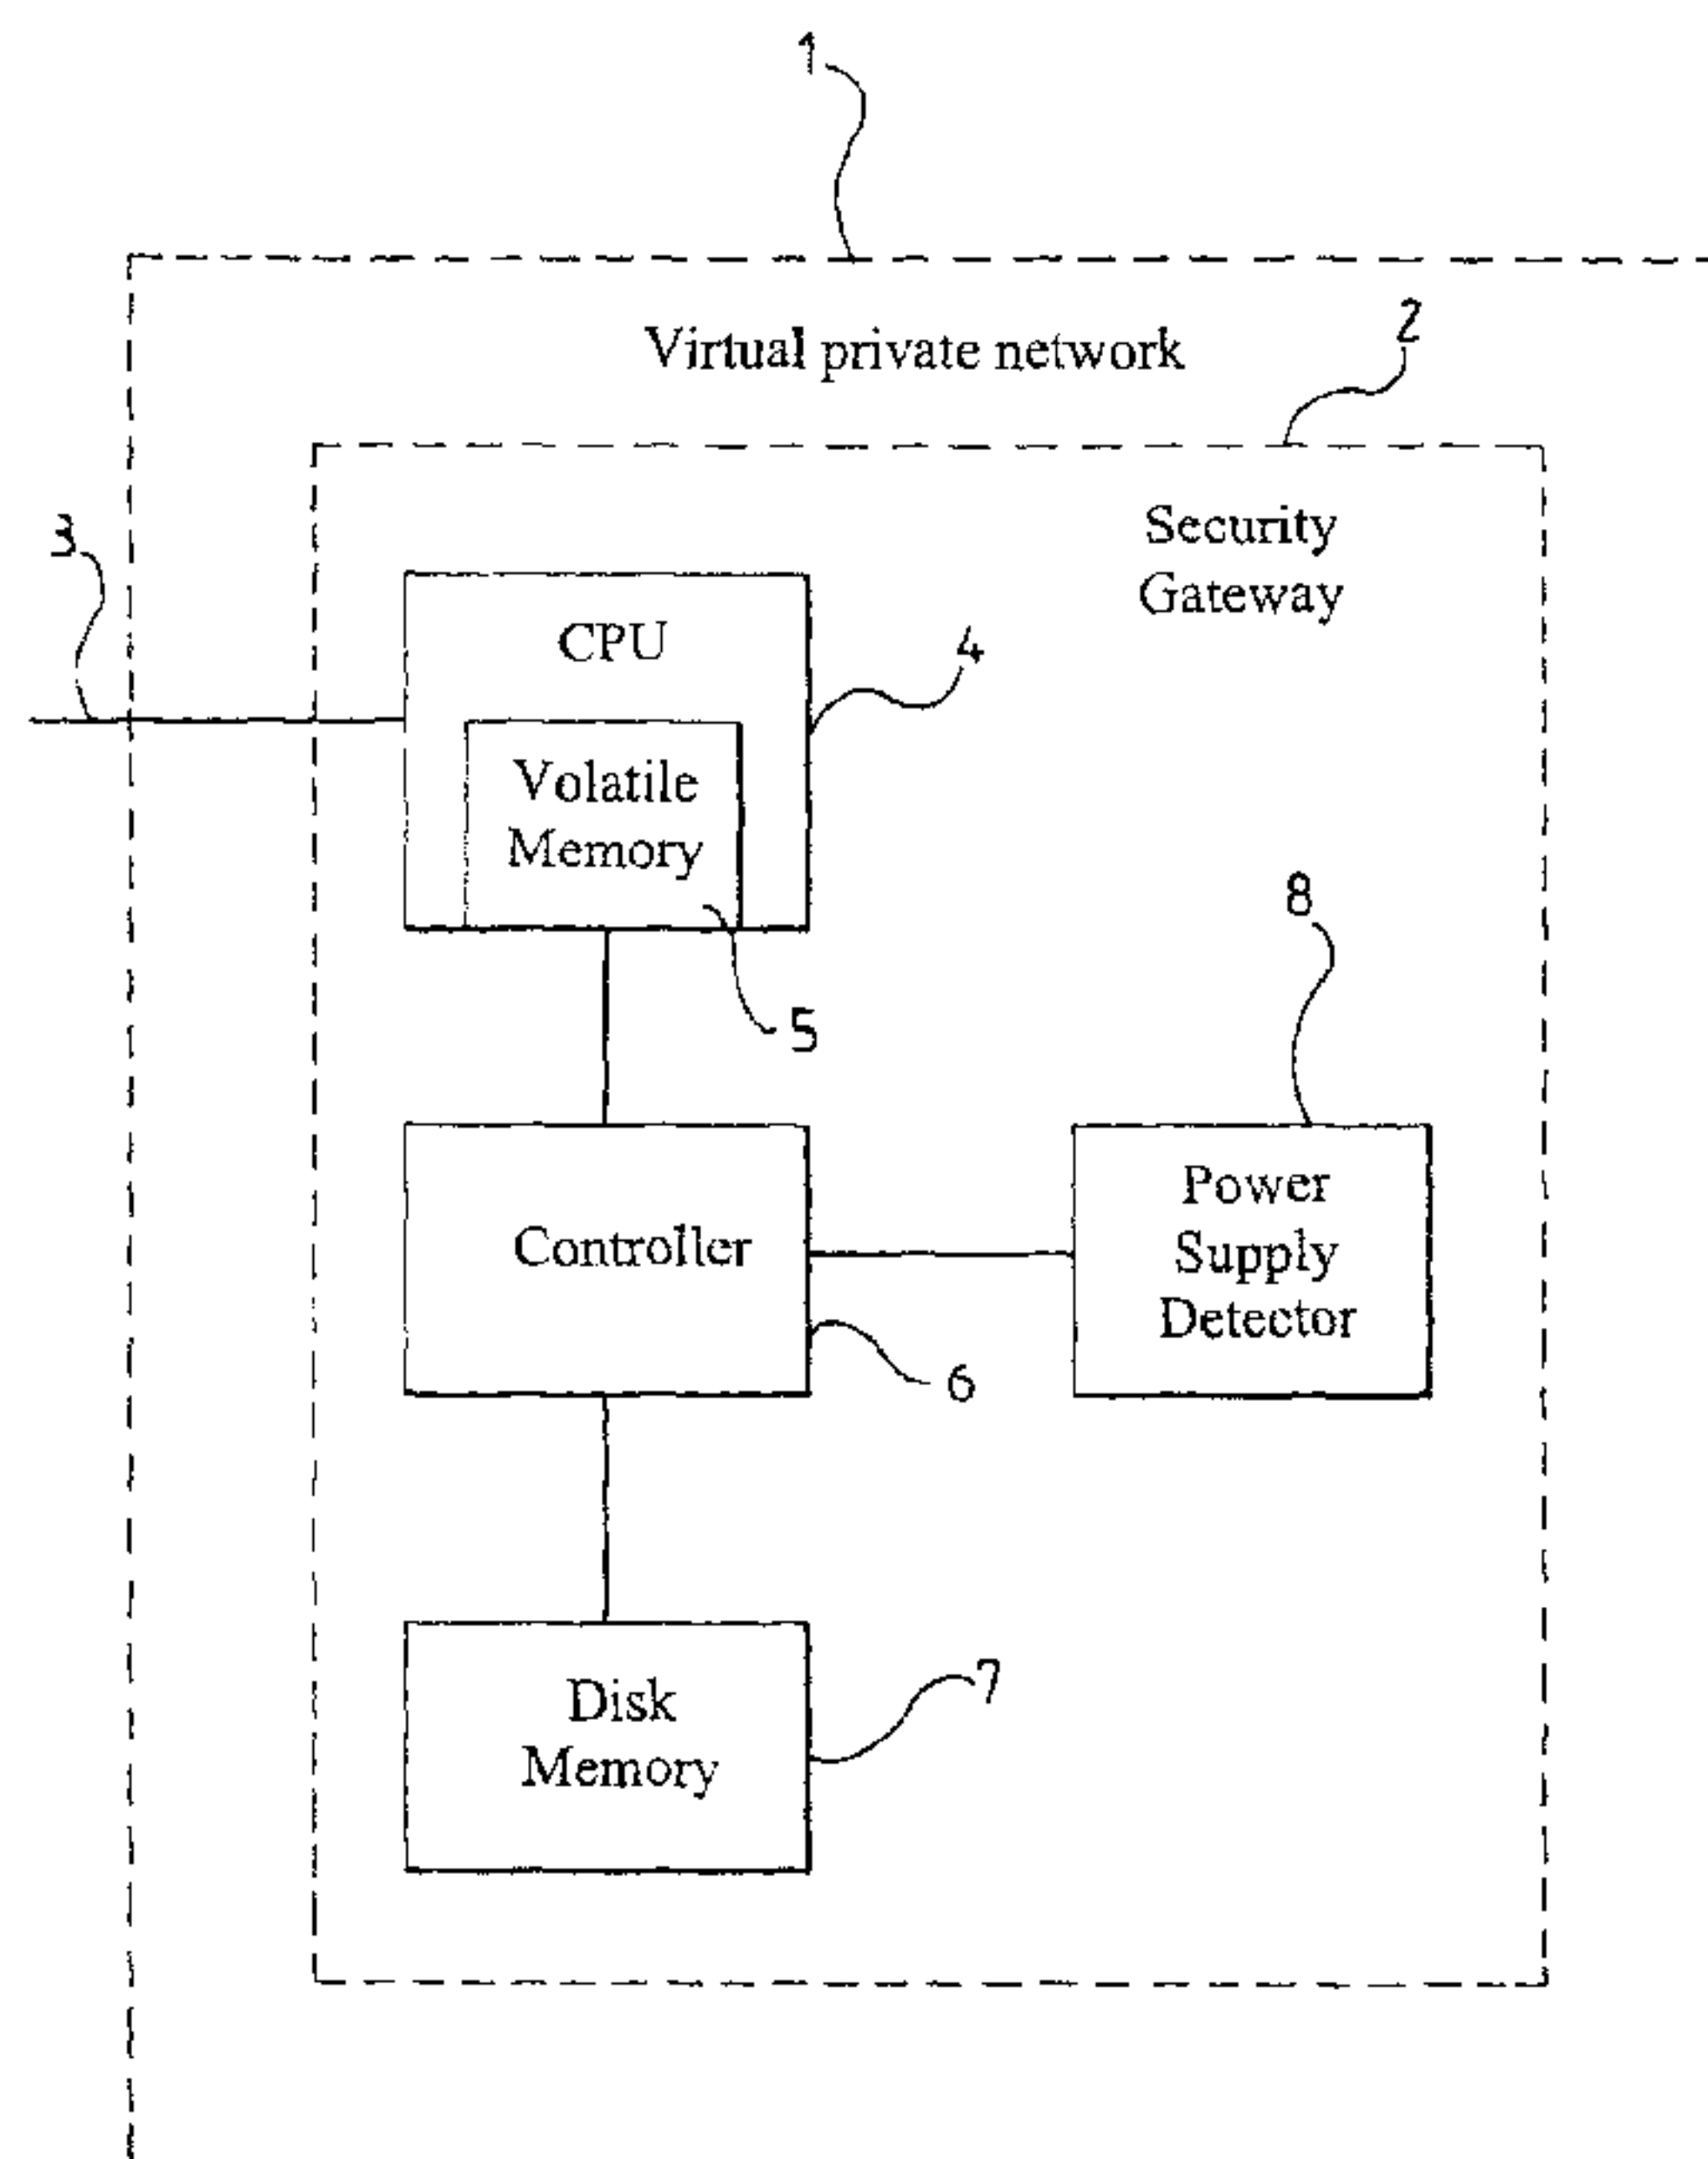 1
Virtual private network
2
Security
Gateway
3
CPU
4
Volatile
Memory
5
8
Controller
Power
Supply
Detector
6
Disk
Memory
7